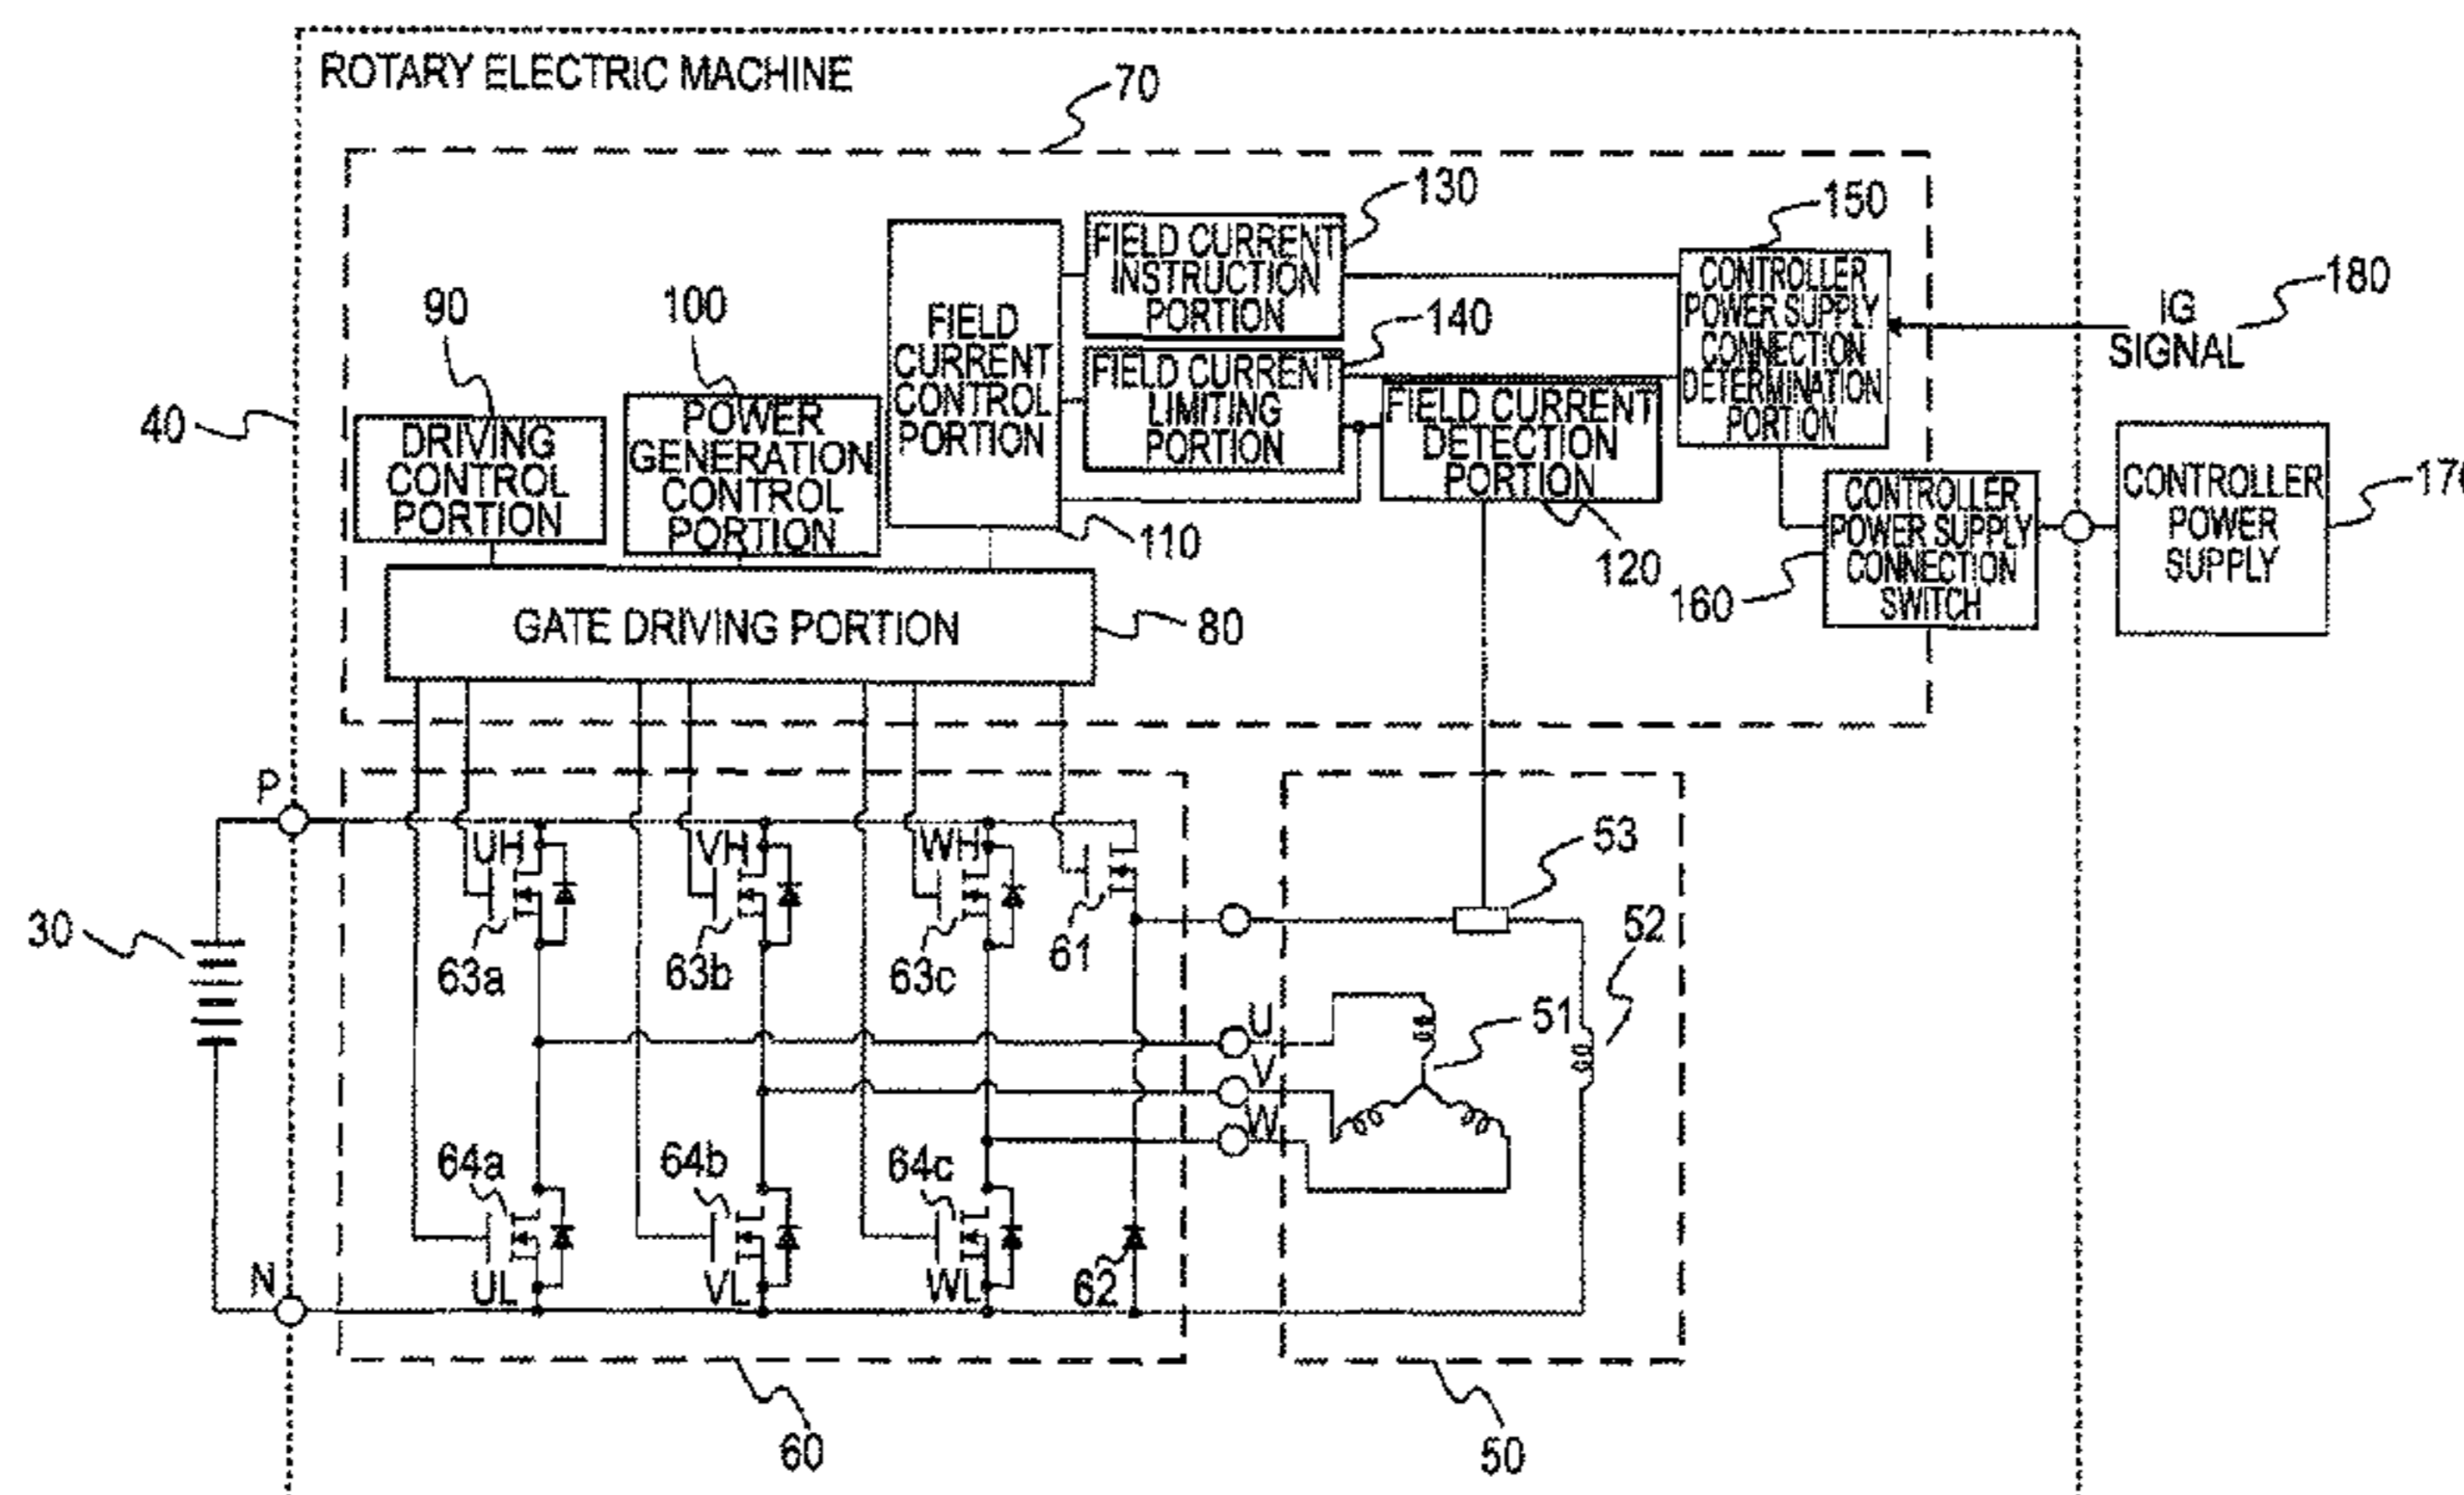 ROTARY ELECTRIC MACHINE
70
130
150
FIELD CURRENT
INSTRUCTION
PORTION
CONTROLLER
POWER SUPPLY
CONNECTION
DETERMINATION
PORTION
IG
SIGNAL
180
90
100
FIELD
CURRENT
CONTROL
PORTION
140
FIELD CURRENT
LIMITING
PORTION
FIELD CURRENT
DETECTION
PORTION
40
DRIVING
CONTROL
PORTION
POWER
GENERATION
CONTROL
PORTION
110
120
160
CONTROLLER
POWER SUPPLY
CONNECTION
SWITCH
CONTROLLER
POWER
SUPPLY
GATE DRIVING PORTION
80
P
UH
VH
WH
53
30
63a
63b
63c
61
52
U
51
V
W
64a
64b
64c
N
UL
VL
WL
62
60
50